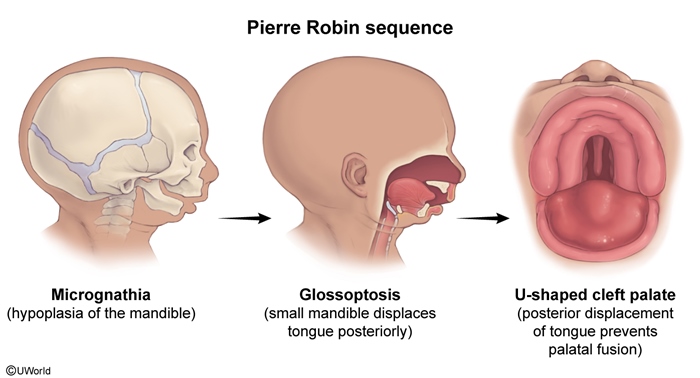 Pierre Robin sequence
Micrognathia
(hypoplasia of the mandible)
Glossoptosis
(small mandible displaces
tongue posteriorly)
U-shaped cleft palate
(posterior displacement
of tongue prevents
palatal fusion)
©UWorld